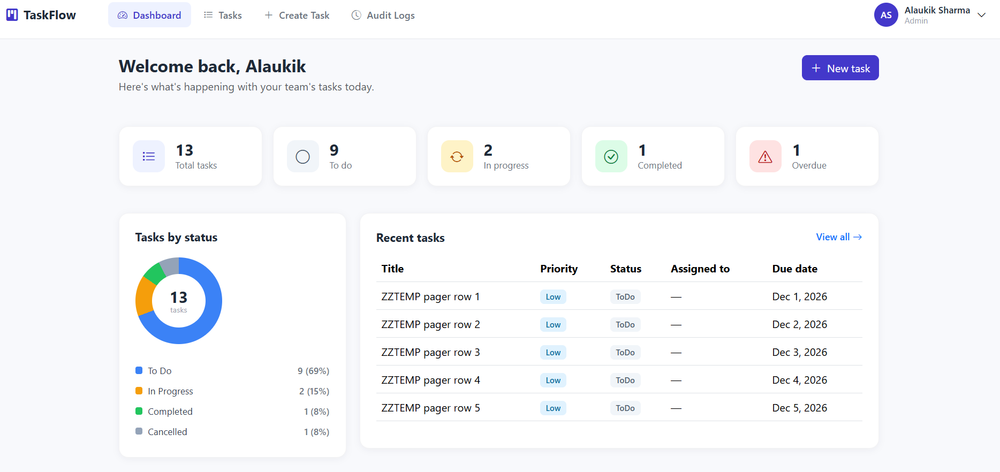 TaskFlow
Dashboard
Tasks
Create Task
Audit Logs
AS
Alaukik Sharma
Admin
Welcome back, Alaukik
Here's what's happening with your team's tasks today.
New task
13
Total tasks
9
To do
2
In progress
1
Completed
1
Overdue
Tasks by status
13
tasks
To Do 9 (69%)
In Progress 2 (15%)
Completed 1 (8%)
Cancelled 1 (8%)
Recent tasks
View all →
Title Priority Status Assigned to Due date
ZZTEMP pager row 1 Low ToDo — Dec 1, 2026
ZZTEMP pager row 2 Low ToDo — Dec 2, 2026
ZZTEMP pager row 3 Low ToDo — Dec 3, 2026
ZZTEMP pager row 4 Low ToDo — Dec 4, 2026
ZZTEMP pager row 5 Low ToDo — Dec 5, 2026